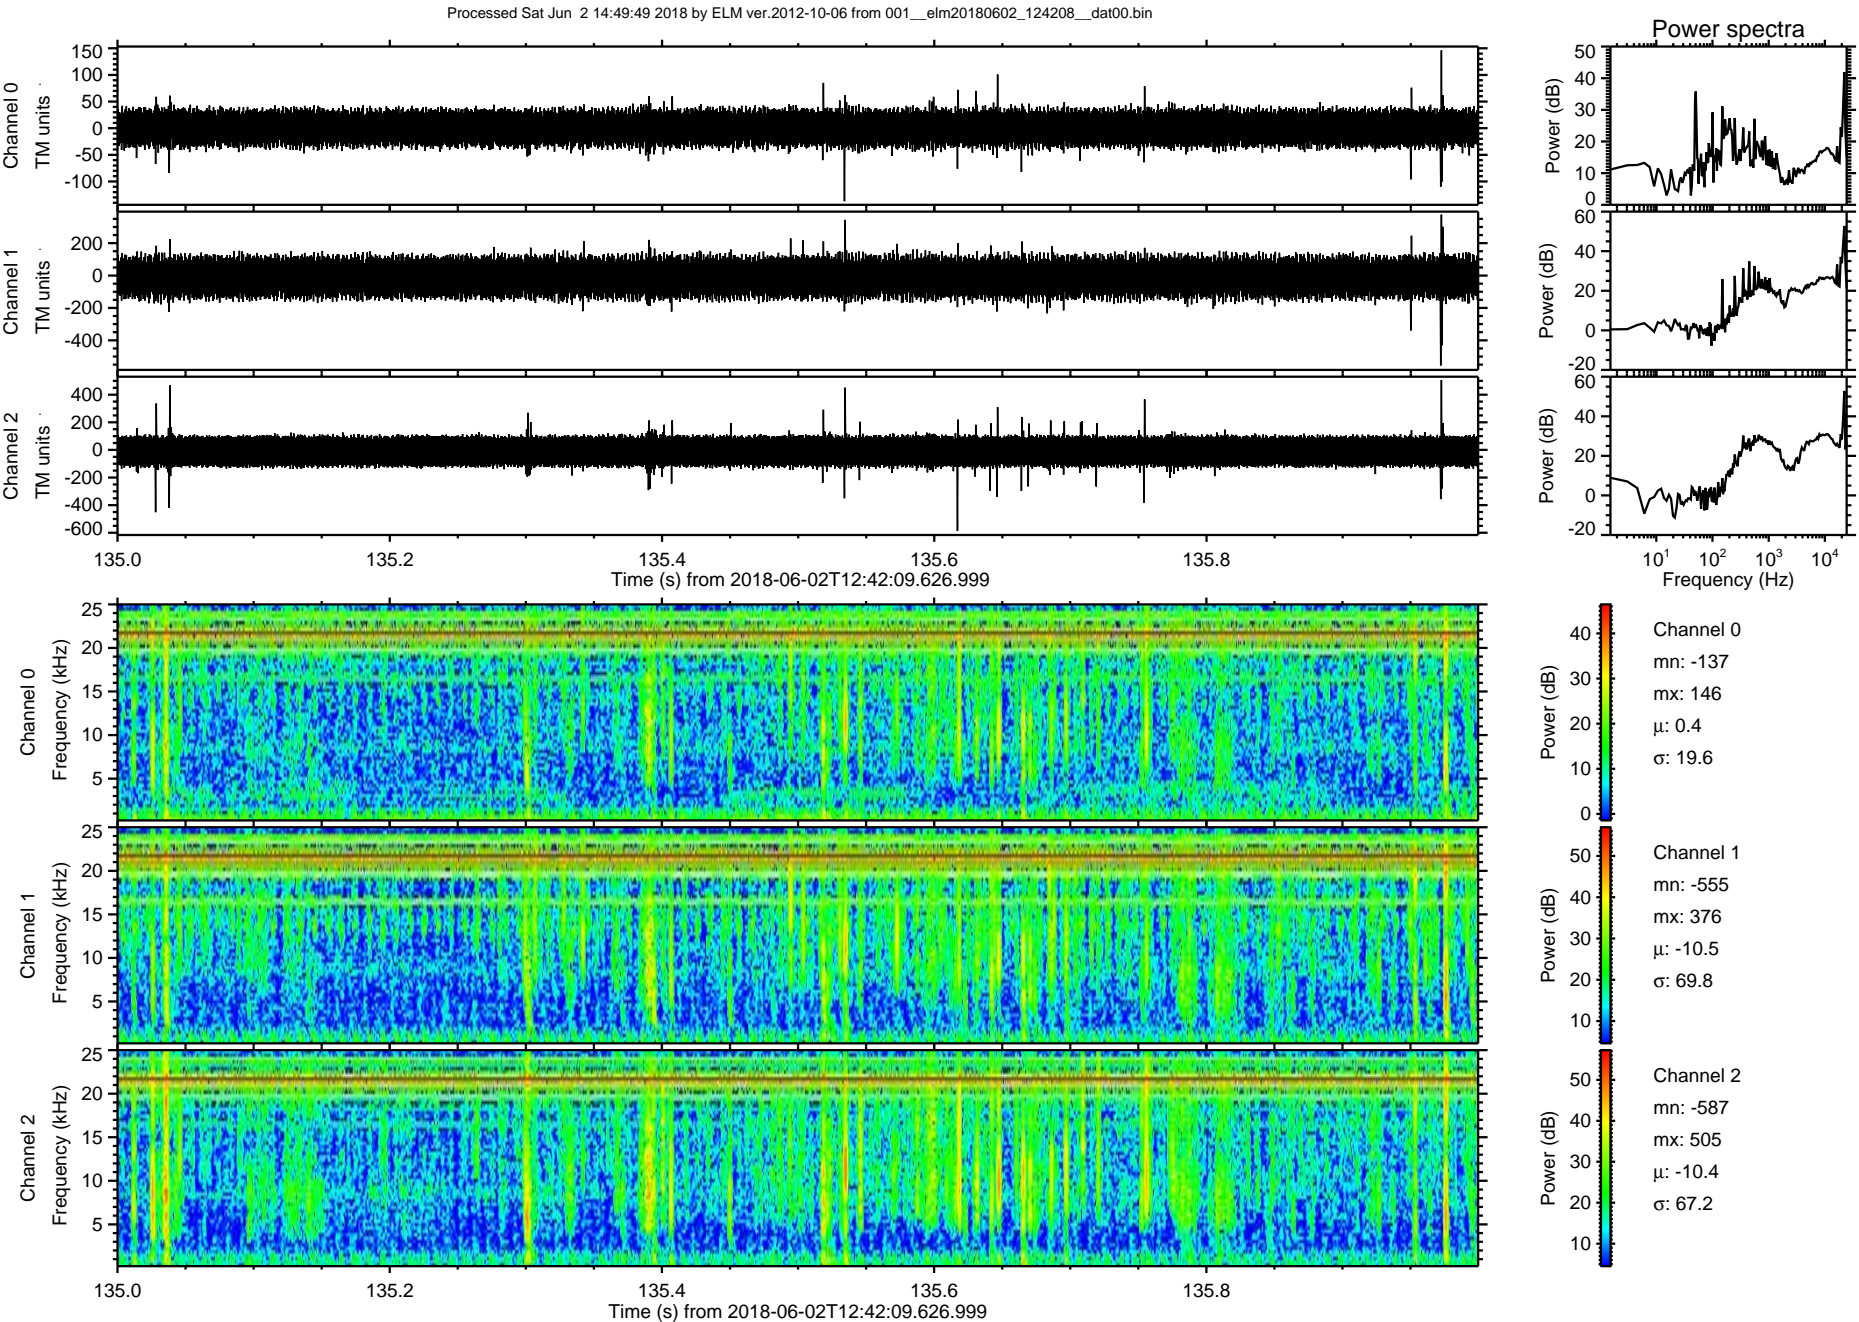 Processed Sat Jun  2 14:49:49 2018 by ELM ver.2012-10-06 from 001__elm20180602_124208__dat00.bin
Power spectra
Channel 0
TM units
150
100
50
0
-50
-100
Power (dB)
50
40
30
20
10
0
Channel 1
TM units
200
0
-200
-400
Power (dB)
60
40
20
0
-20
Channel 2
TM units
400
200
0
-200
-400
-600
Power (dB)
60
40
20
0
-20
135.0 135.2 135.4 135.6 135.8
Time (s) from 2018-06-02T12:42:09.626.999
10¹ 10² 10³ 10⁴
Frequency (Hz)
Channel 0
Frequency (kHz)
25
20
15
10
5
Power (dB)
40
30
20
10
0
Channel 0
mn: -137
mx: 146
μ: 0.4
σ: 19.6
Channel 1
Frequency (kHz)
25
20
15
10
5
Power (dB)
50
40
30
20
10
Channel 1
mn: -555
mx: 376
μ: -10.5
σ: 69.8
Channel 2
Frequency (kHz)
25
20
15
10
5
Power (dB)
50
40
30
20
10
Channel 2
mn: -587
mx: 505
μ: -10.4
σ: 67.2
135.0 135.2 135.4 135.6 135.8
Time (s) from 2018-06-02T12:42:09.626.999